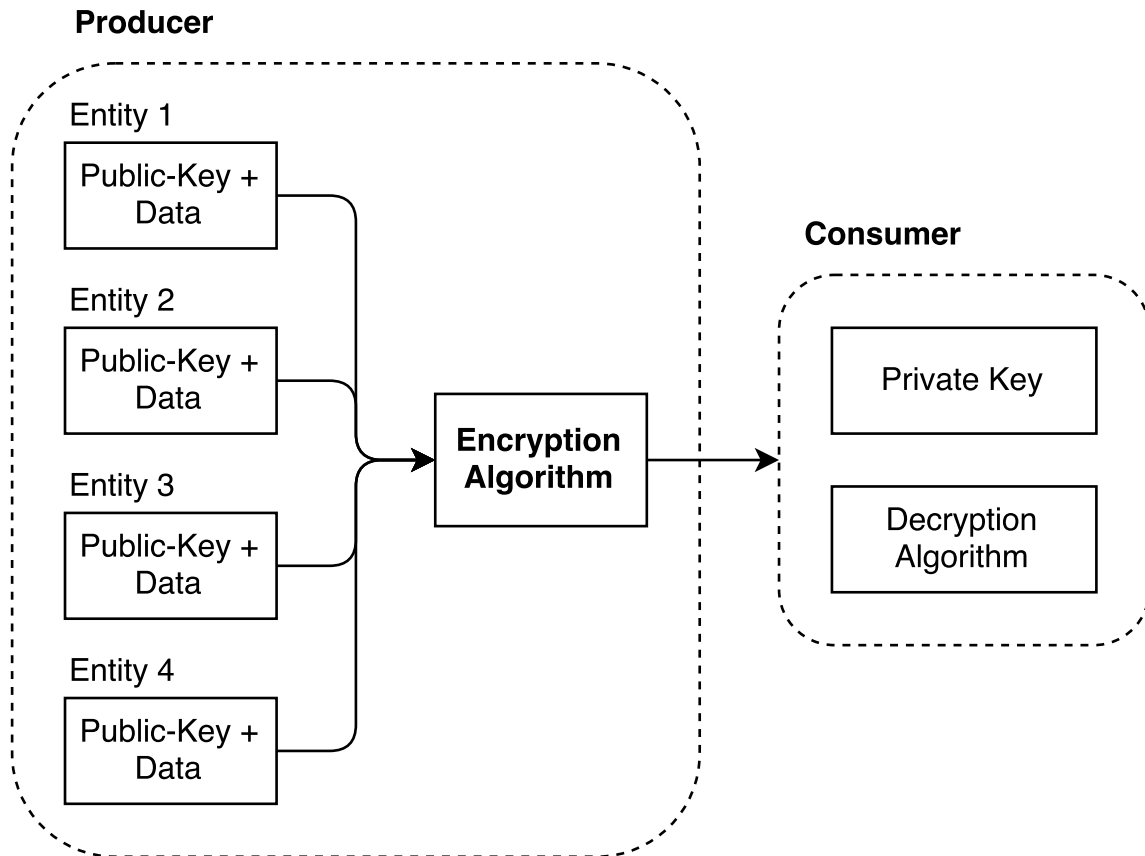 Producer
Entity 1
Public-Key +
Data
Entity 2
Public-Key +
Data
Entity 3
Public-Key +
Data
Entity 4
Public-Key +
Data
Encryption
Algorithm
Consumer
Private Key
Decryption
Algorithm